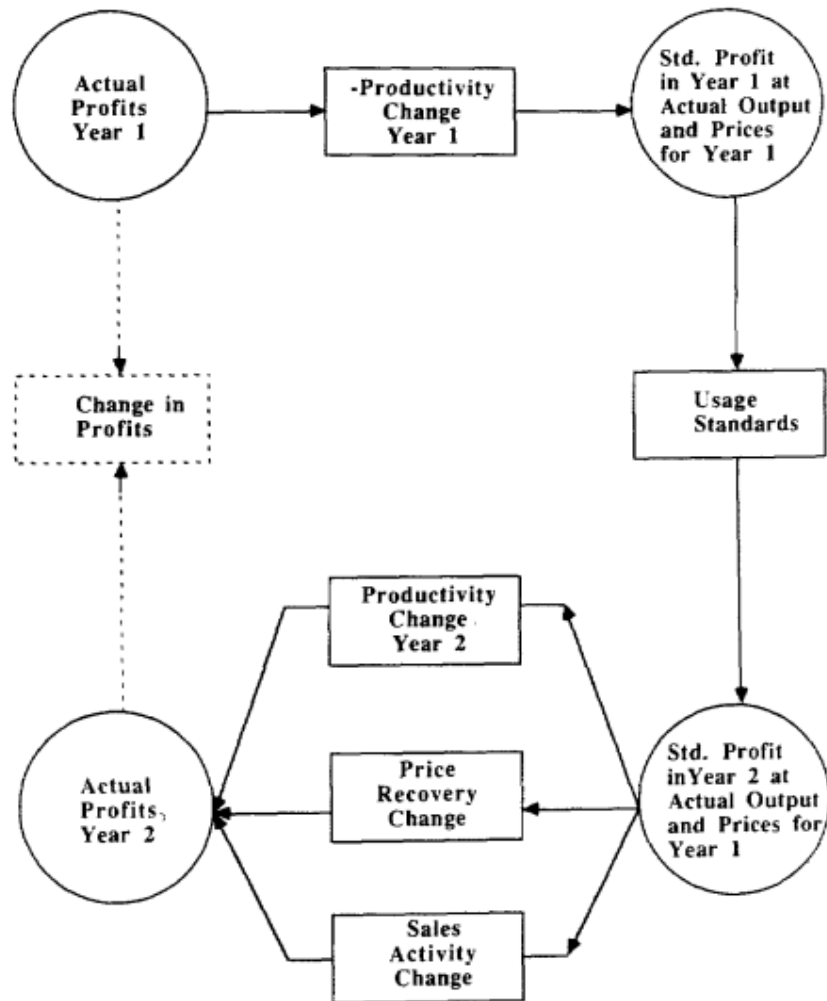 Actual
Profits
Year 1
-Productivity
Change
Year 1
Std. Profit
in Year 1 at
Actual Output
and Prices
for Year 1
Change in
Profits
Usage
Standards
Productivity
Change
Year 2
Actual
Profits,
Year 2
Price
Recovery
Change
Std. Profit
inYear 2 at
Actual Output
and Prices for
Year 1
Sales
Activity
Change